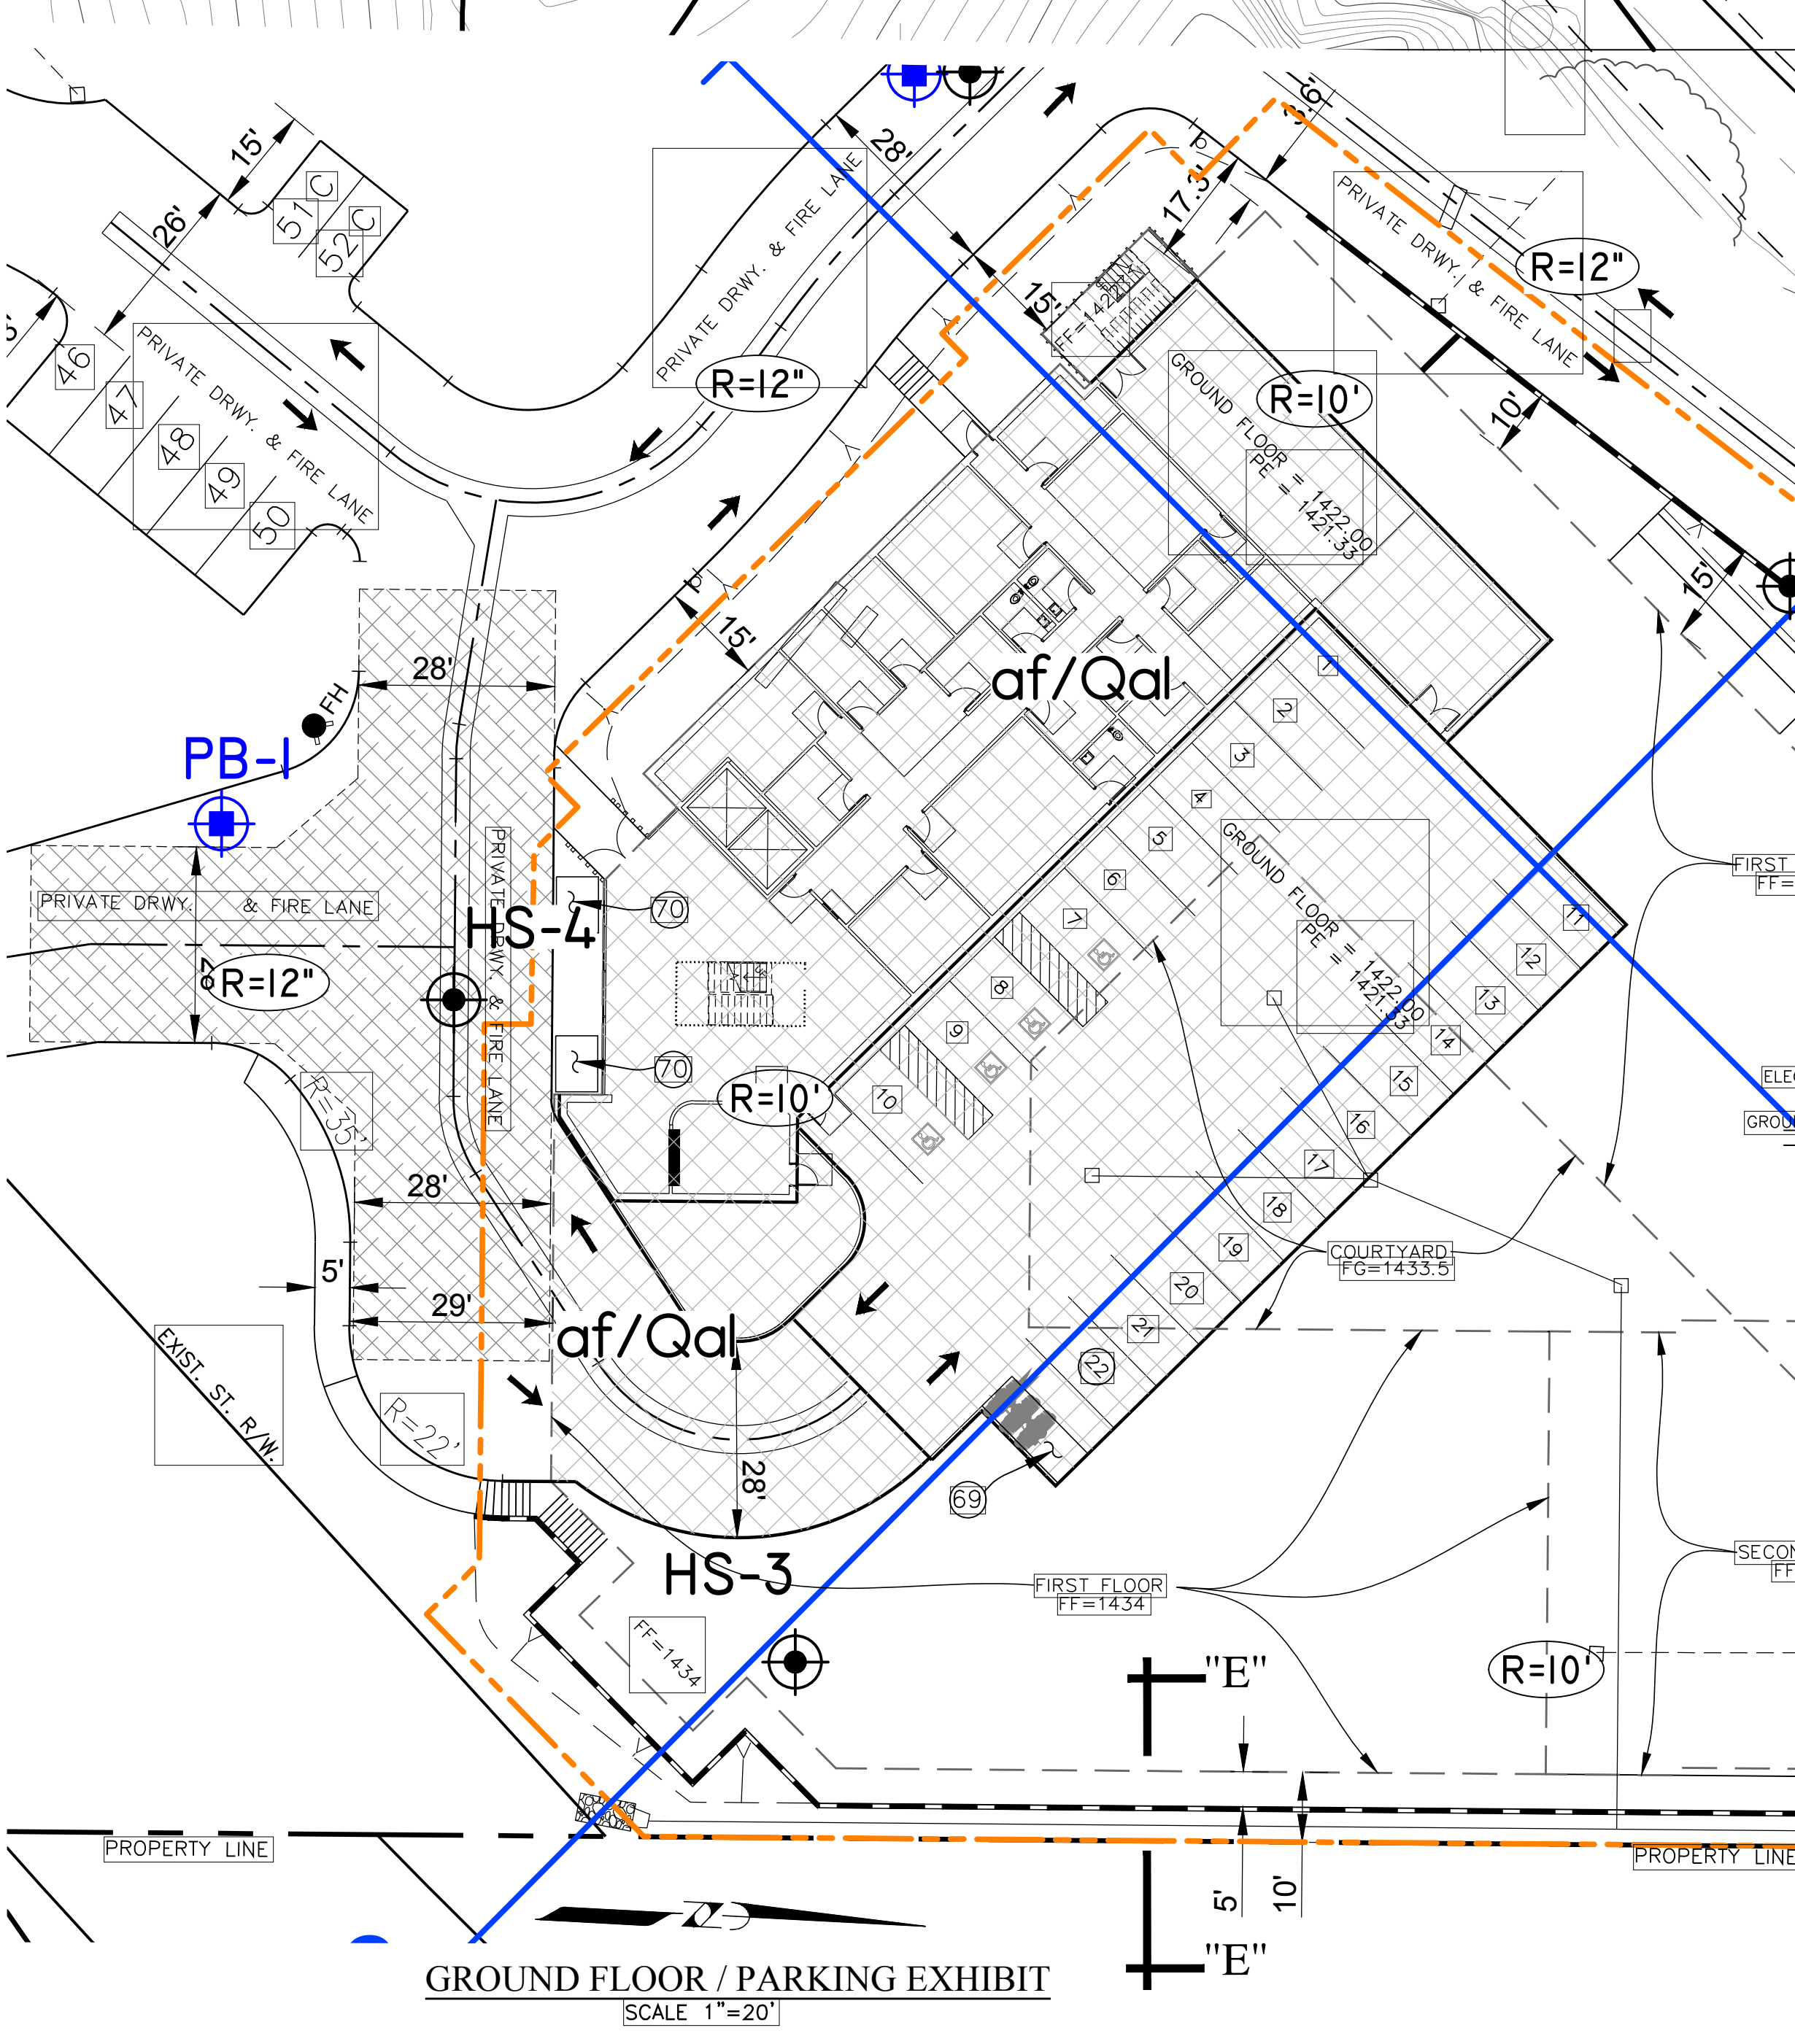 28'
3.6'
15'
51 C
52 C
26'
PRIVATE DRWY. & FIRE LANE
17.3'
PRIVATE DRWY. & FIRE LANE
R=12"
15'
FF=1422
46
47
48
49
50
PRIVATE DRWY. & FIRE LANE
R=12"
GROUND FLOOR = 1422.00
PE = 1421.33
R=10'
10'
15'
28'
15'
FH
PB-1
af/Qal
1
2
3
4
5
6
7
8
9
10
GROUND FLOOR = 1422.00
PE = 1421.33
FIRST
FF=
11
12
13
14
15
16
17
18
19
20
21
22
PRIVATE DRWY. & FIRE LANE
PRIVATE DRWY. & FIRE LANE
HS-4
70
R=12"
70
R=10'
R=35'
ELEC
GROU
28'
5'
29'
COURTYARD
FG=1433.5
af/Qal
EXIST. ST. R/W.
R=22'
28'
69
HS-3
FIRST FLOOR
FF=1434
SECON
FF
FF=1434
R=10'
"E"
PROPERTY LINE
PROPERTY LINE
5'
10'
"E"
GROUND FLOOR / PARKING EXHIBIT
SCALE 1"=20'